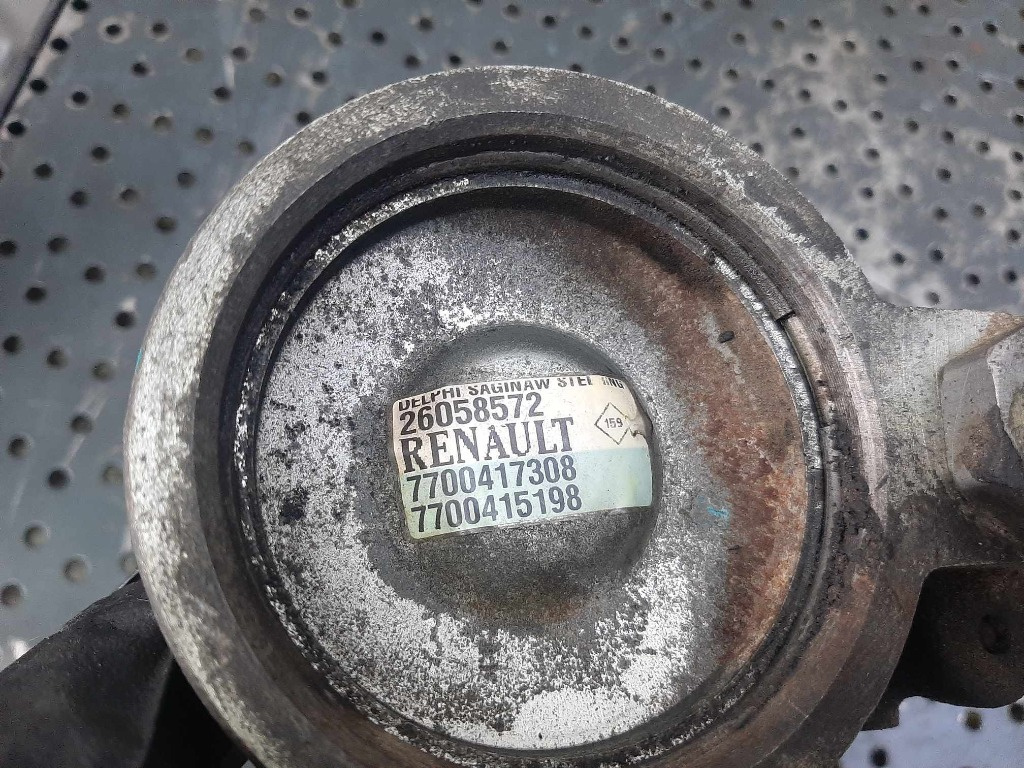 DELPHI SAGINAW STEERING
26058572
RENAULT
159
7700417308
7700415198